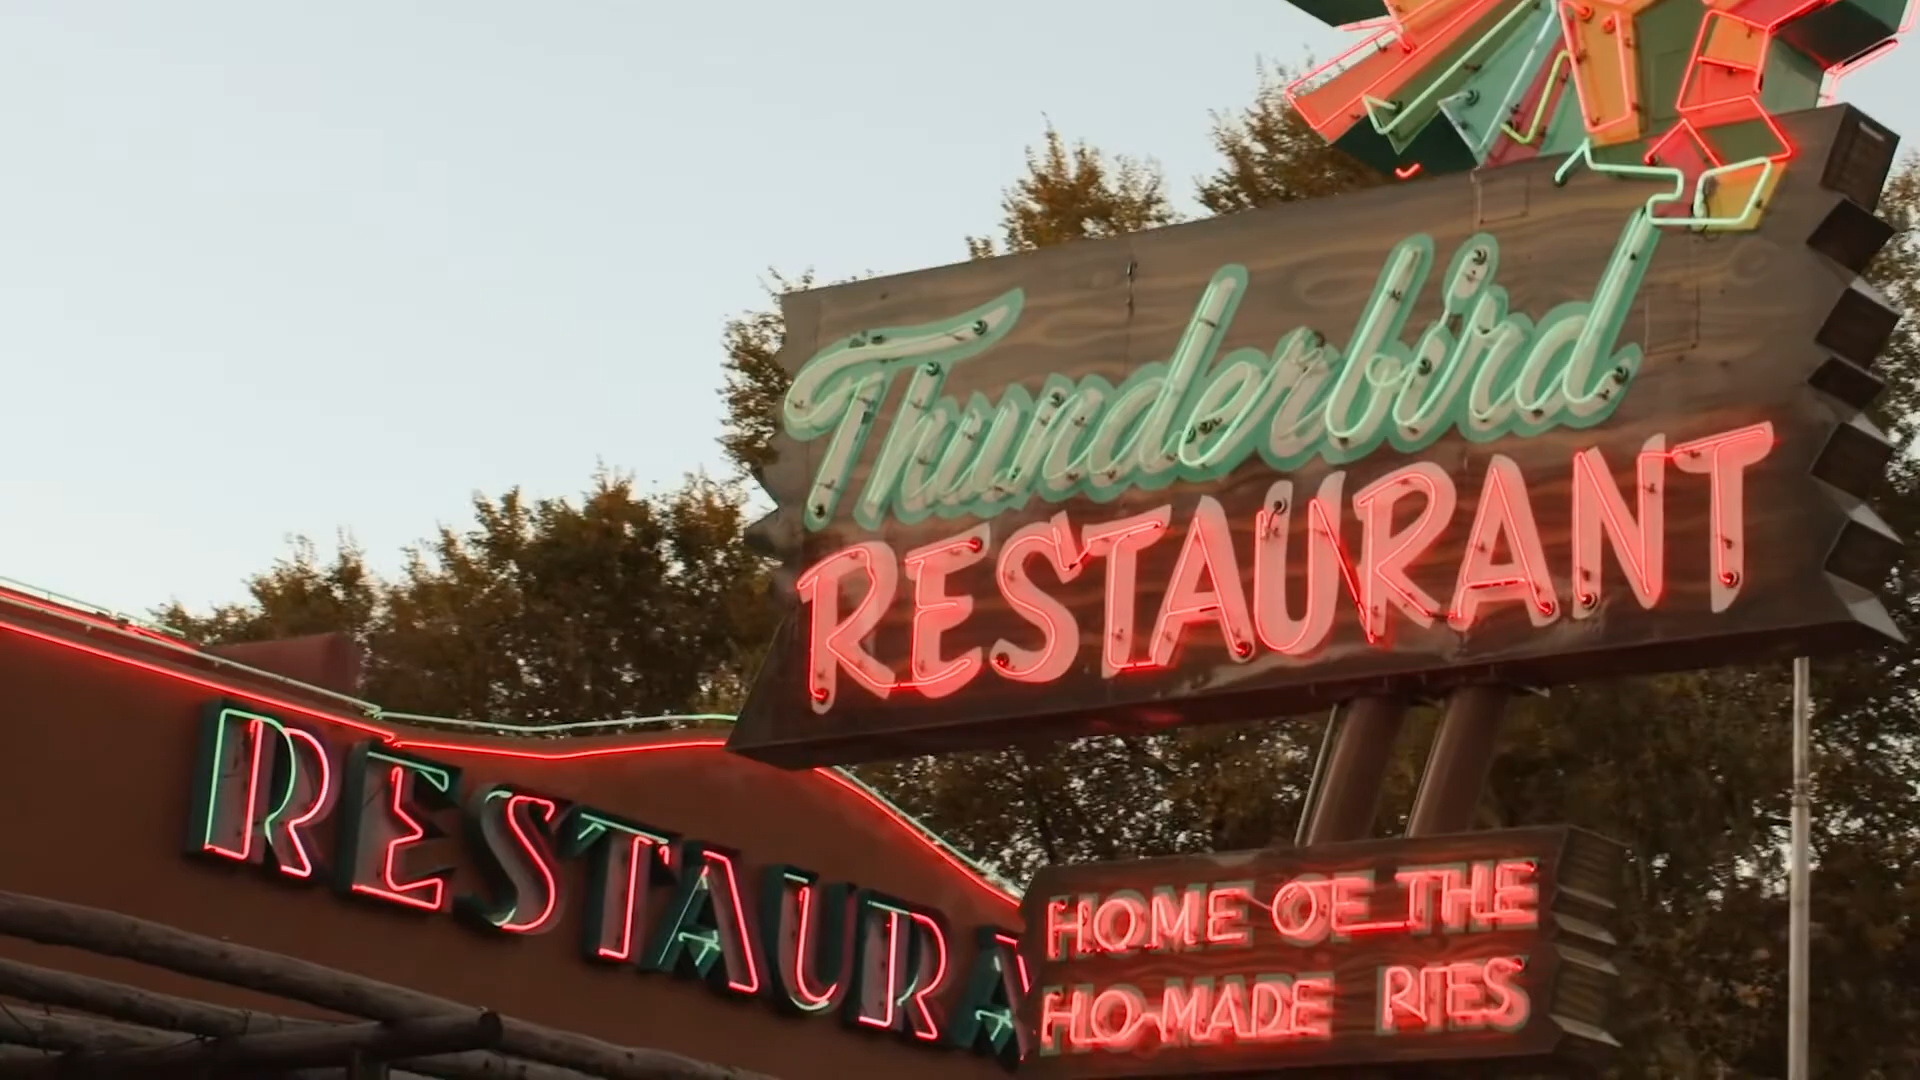 Thunderbird
RESTAURANT
RESTAURA
HOME OF THE
HO-MADE PIES